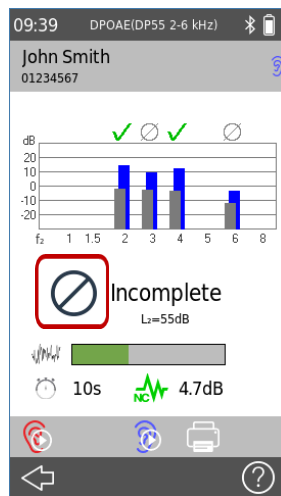 09:39 DPOAE(DP55 2-6 kHz)
John Smith
01234567
dB
20
10
0
-10
-20
f₂ 1 1.5 2 3 4 5 6 8
Incomplete
L₂=55dB
10s NC 4.7dB
?